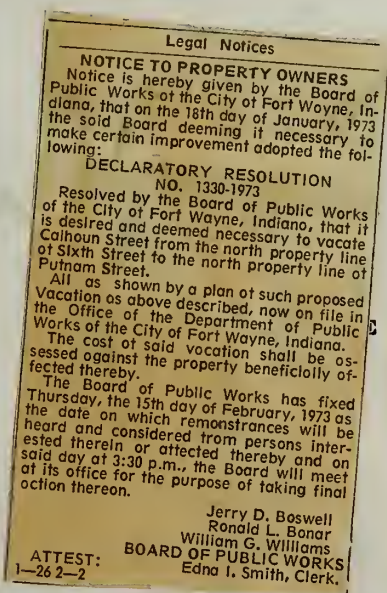 Legal Notices
NOTICE TO PROPERTY OWNERS
Notice is hereby given by the Board of
Public Works of the City of Fort Wayne, In-
diana, that on the 18th day of January, 1973
the said Board deeming it necessary to
make certain improvement adopted the fol-
lowing:
DECLARATORY RESOLUTION
NO. 1330-1973
Resolved by the Board of Public Works
of the City of Fort Wayne, Indiana, that it
is desired and deemed necessary to vacate
Calhoun Street from the north property line
of Sixth Street to the north property line of
Putnam Street.
All as shown by a plan of such proposed
Vacation as above described, now on file in
the Office of the Department of Public
Works of the City of Fort Wayne, Indiana.
The cost of said vocation shall be as-
sessed against the property beneficially af-
fected thereby.
The Board of Public Works has fixed
Thursday, the 15th day of February, 1973 as
the date on which remonstrances will be
heard and considered from persons inter-
ested therein or affected thereby and on
said day at 3:30 p.m., the Board will meet
at its office for the purpose of taking final
action thereon.
Jerry D. Boswell
Ronald L. Bonar
William G. Williams
BOARD OF PUBLIC WORKS
ATTEST: Edna I. Smith, Clerk.
1—26 2—2